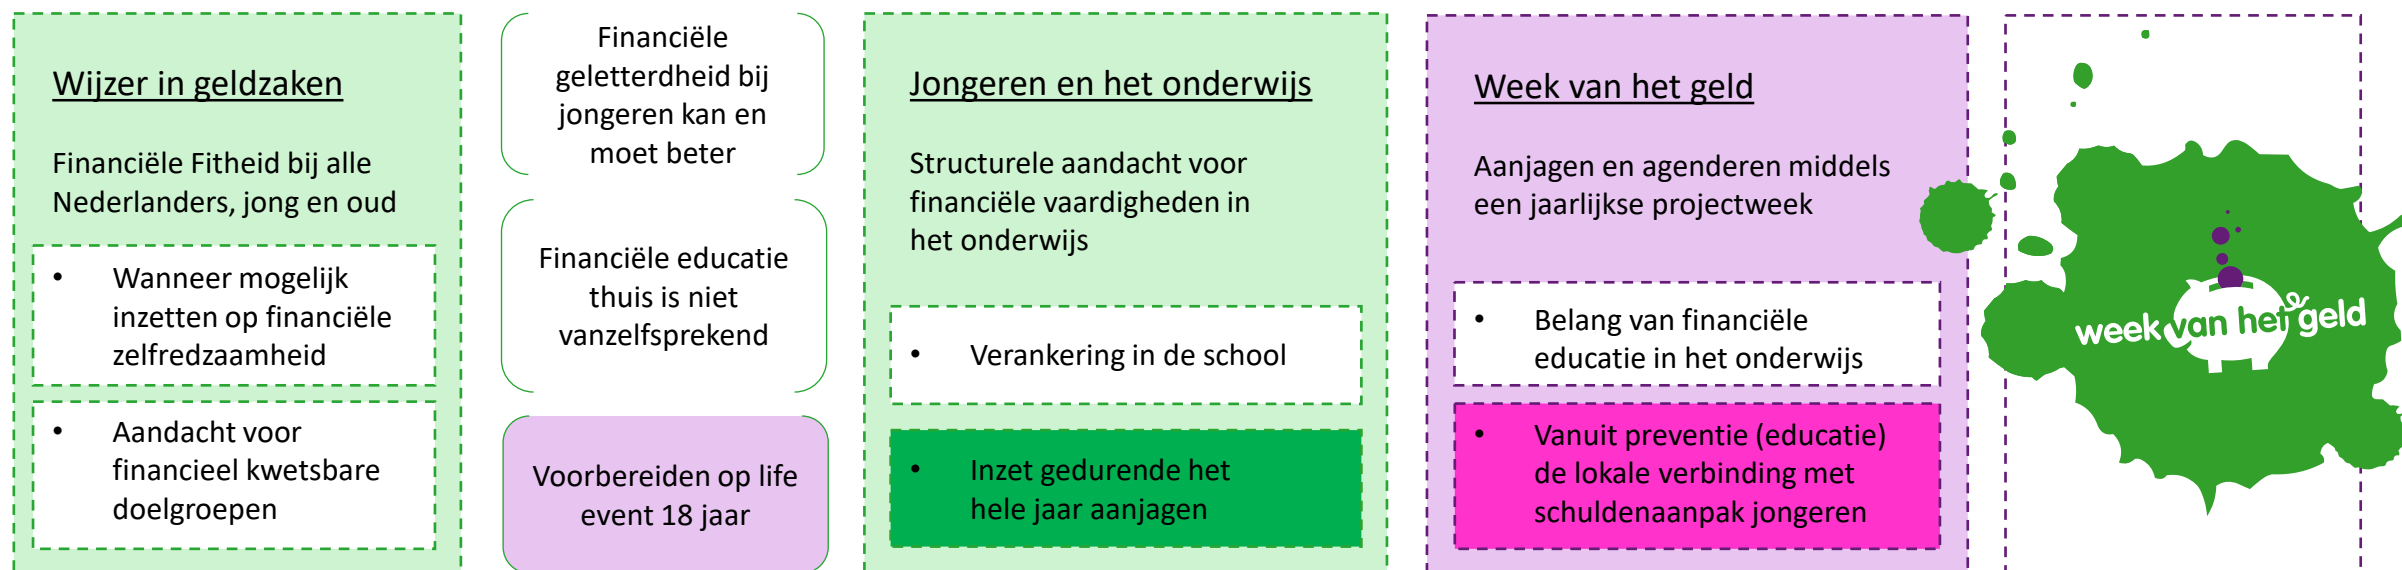 Wijzer in geldzaken
Financiële Fitheid bij alle
Nederlanders, jong en oud
• Wanneer mogelijk
inzetten op financiële
zelfredzaamheid
• Aandacht voor
financieel kwetsbare
doelgroepen
Financiële
geletterdheid bij
jongeren kan en
moet beter
Financiële educatie
thuis is niet
vanzelfsprekend
Voorbereiden op life
event 18 jaar
Jongeren en het onderwijs
Structurele aandacht voor
financiële vaardigheden in
het onderwijs
• Verankering in de school
• Inzet gedurende het
hele jaar aanjagen
Week van het geld
Aanjagen en agenderen middels
een jaarlijkse projectweek
• Belang van financiële
educatie in het onderwijs
• Vanuit preventie (educatie)
de lokale verbinding met
schuldenaanpak jongeren
week van het geld